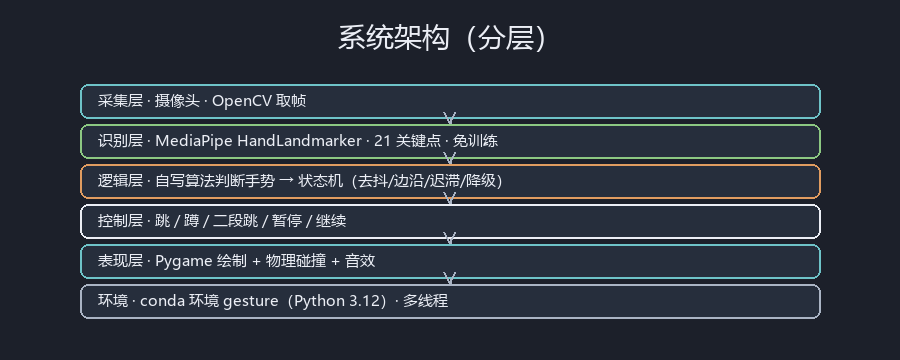 系统架构（分层）
采集层 · 摄像头 · OpenCV 取帧
识别层 · MediaPipe HandLandmarker · 21 关键点 · 免训练
逻辑层 · 自写算法判断手势 → 状态机（去抖/边沿/迟滞/降级）
控制层 · 跳 / 蹲 / 二段跳 / 暂停 / 继续
表现层 · Pygame 绘制 + 物理碰撞 + 音效
环境 · conda 环境 gesture（Python 3.12）· 多线程